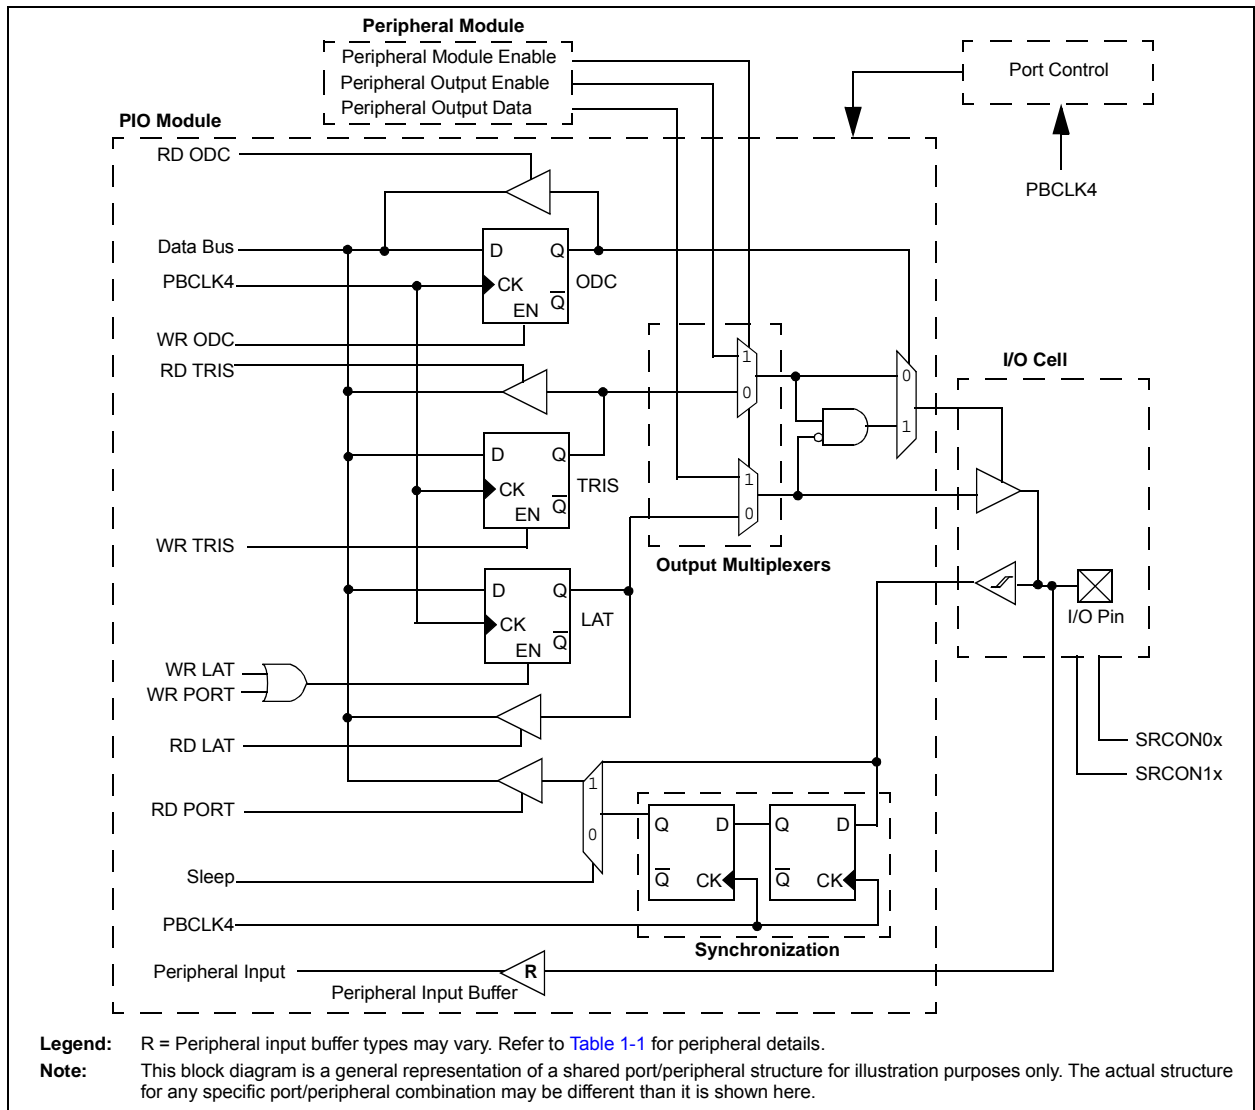 Peripheral Module
Peripheral Module Enable
Peripheral Output Enable
Peripheral Output Data
Port Control
PBCLK4
PIO Module
RD ODC
Data Bus
D
Q
PBCLK4
CK
ODC
EN
Q
WR ODC
RD TRIS
1
0
I/O Cell
0
1
D
Q
CK
TRIS
EN
Q
WR TRIS
1
0
Output Multiplexers
D
Q
CK
LAT
EN
Q
I/O Pin
WR LAT
WR PORT
RD LAT
SRCON0x
SRCON1x
RD PORT
1
0
Q
D
Q
D
Q
CK
Q
CK
Sleep
PBCLK4
Synchronization
Peripheral Input
R
Peripheral Input Buffer
Legend: R = Peripheral input buffer types may vary. Refer to Table 1-1 for peripheral details.
Note: This block diagram is a general representation of a shared port/peripheral structure for illustration purposes only. The actual structure
for any specific port/peripheral combination may be different than it is shown here.